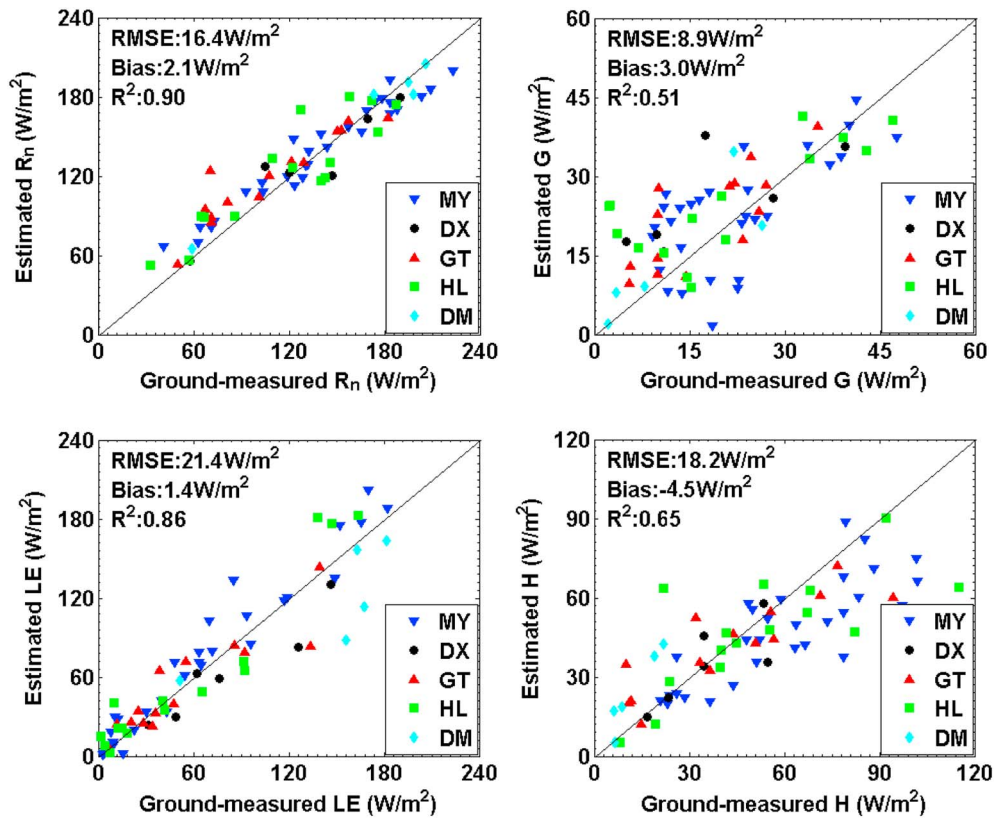 RMSE:16.4W/m²
Bias:2.1W/m²
R²:0.90
Estimated Rₙ (W/m²)
240
180
120
60
0
MY
DX
GT
HL
DM
0 60 120 180 240
Ground-measured Rₙ (W/m²)
RMSE:8.9W/m²
Bias:3.0W/m²
R²:0.51
Estimated G (W/m²)
60
45
30
15
0
MY
DX
GT
HL
DM
0 15 30 45 60
Ground-measured G (W/m²)
RMSE:21.4W/m²
Bias:1.4W/m²
R²:0.86
Estimated LE (W/m²)
240
180
120
60
0
MY
DX
GT
HL
DM
0 60 120 180 240
Ground-measured LE (W/m²)
RMSE:18.2W/m²
Bias:-4.5W/m²
R²:0.65
Estimated H (W/m²)
120
90
60
30
0
MY
DX
GT
HL
DM
0 30 60 90 120
Ground-measured H (W/m²)